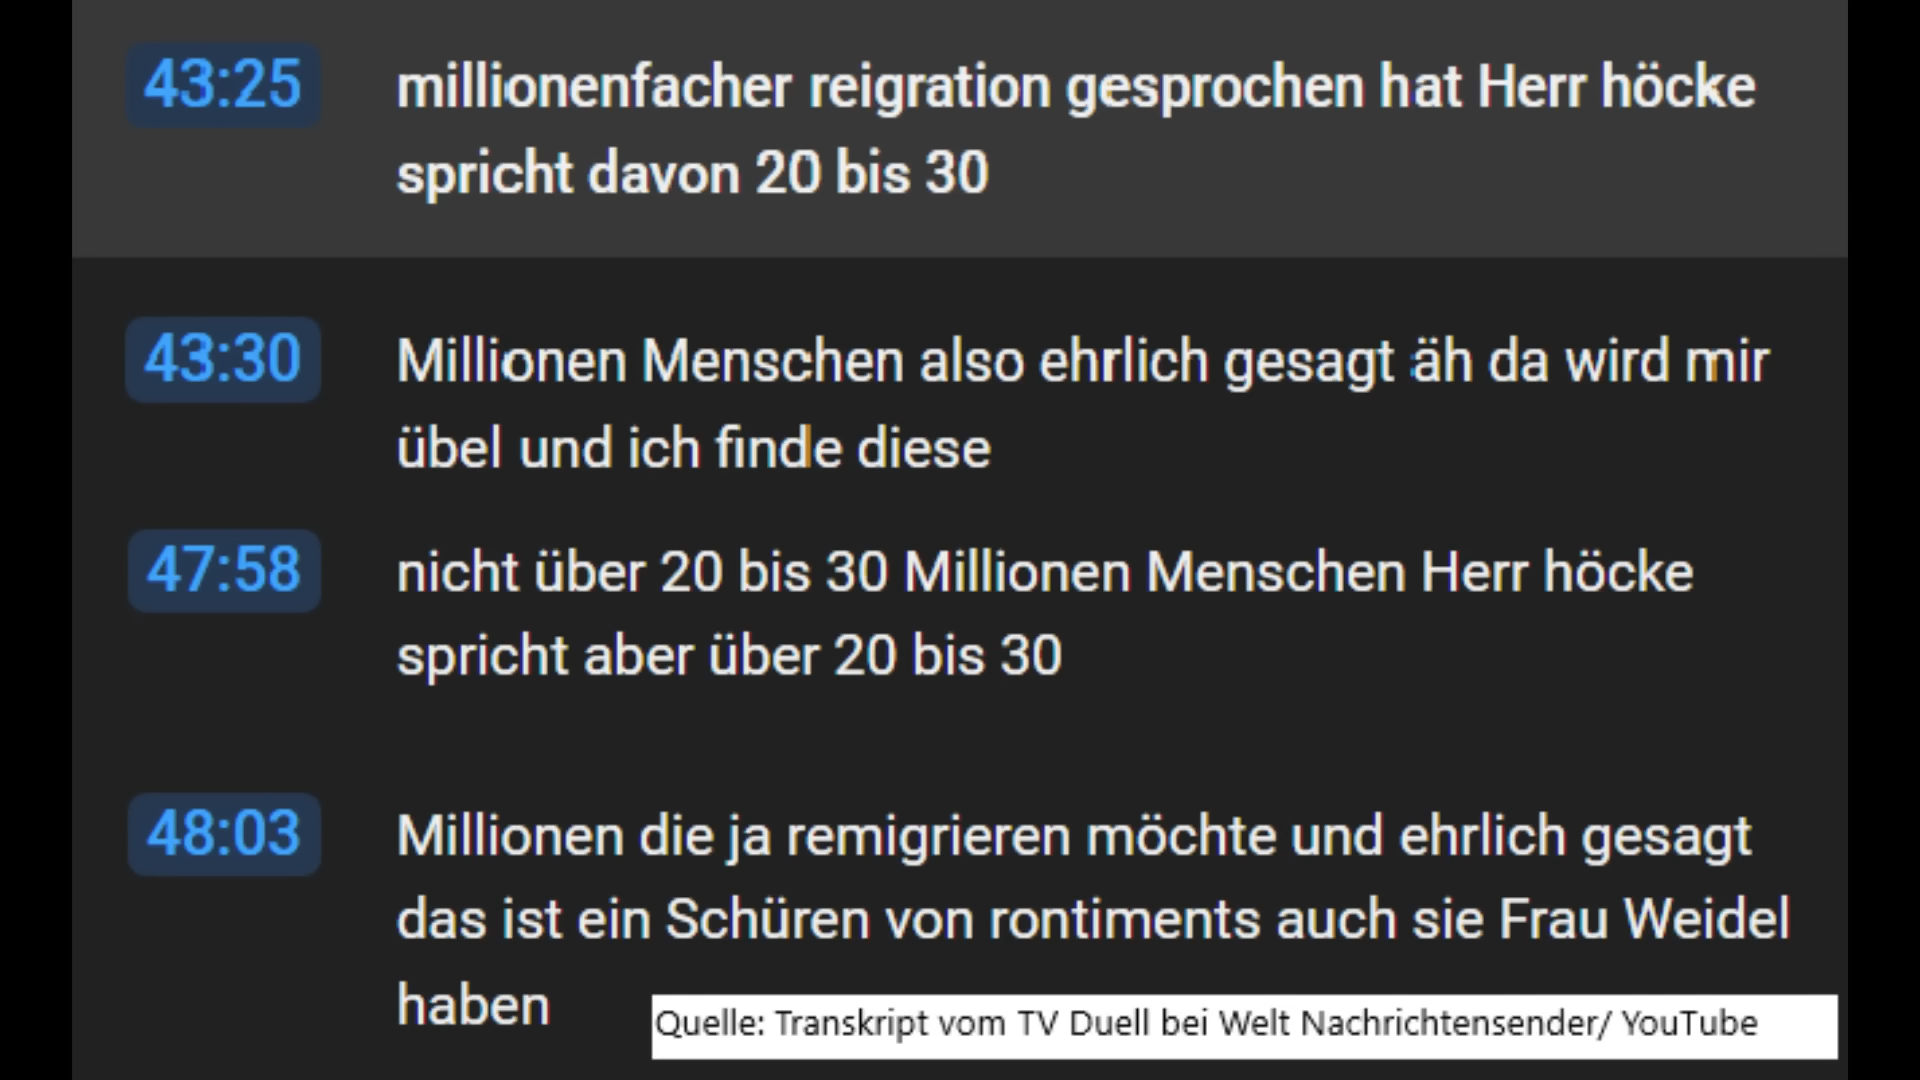 43:25 millionenfacher reigration gesprochen hat Herr höcke
spricht davon 20 bis 30
43:30 Millionen Menschen also ehrlich gesagt äh da wird mir
übel und ich finde diese
47:58 nicht über 20 bis 30 Millionen Menschen Herr höcke
spricht aber über 20 bis 30
48:03 Millionen die ja remigrieren möchte und ehrlich gesagt
das ist ein Schüren von rontiments auch sie Frau Weidel
haben
Quelle: Transkript vom TV Duell bei Welt Nachrichtensender/ YouTube